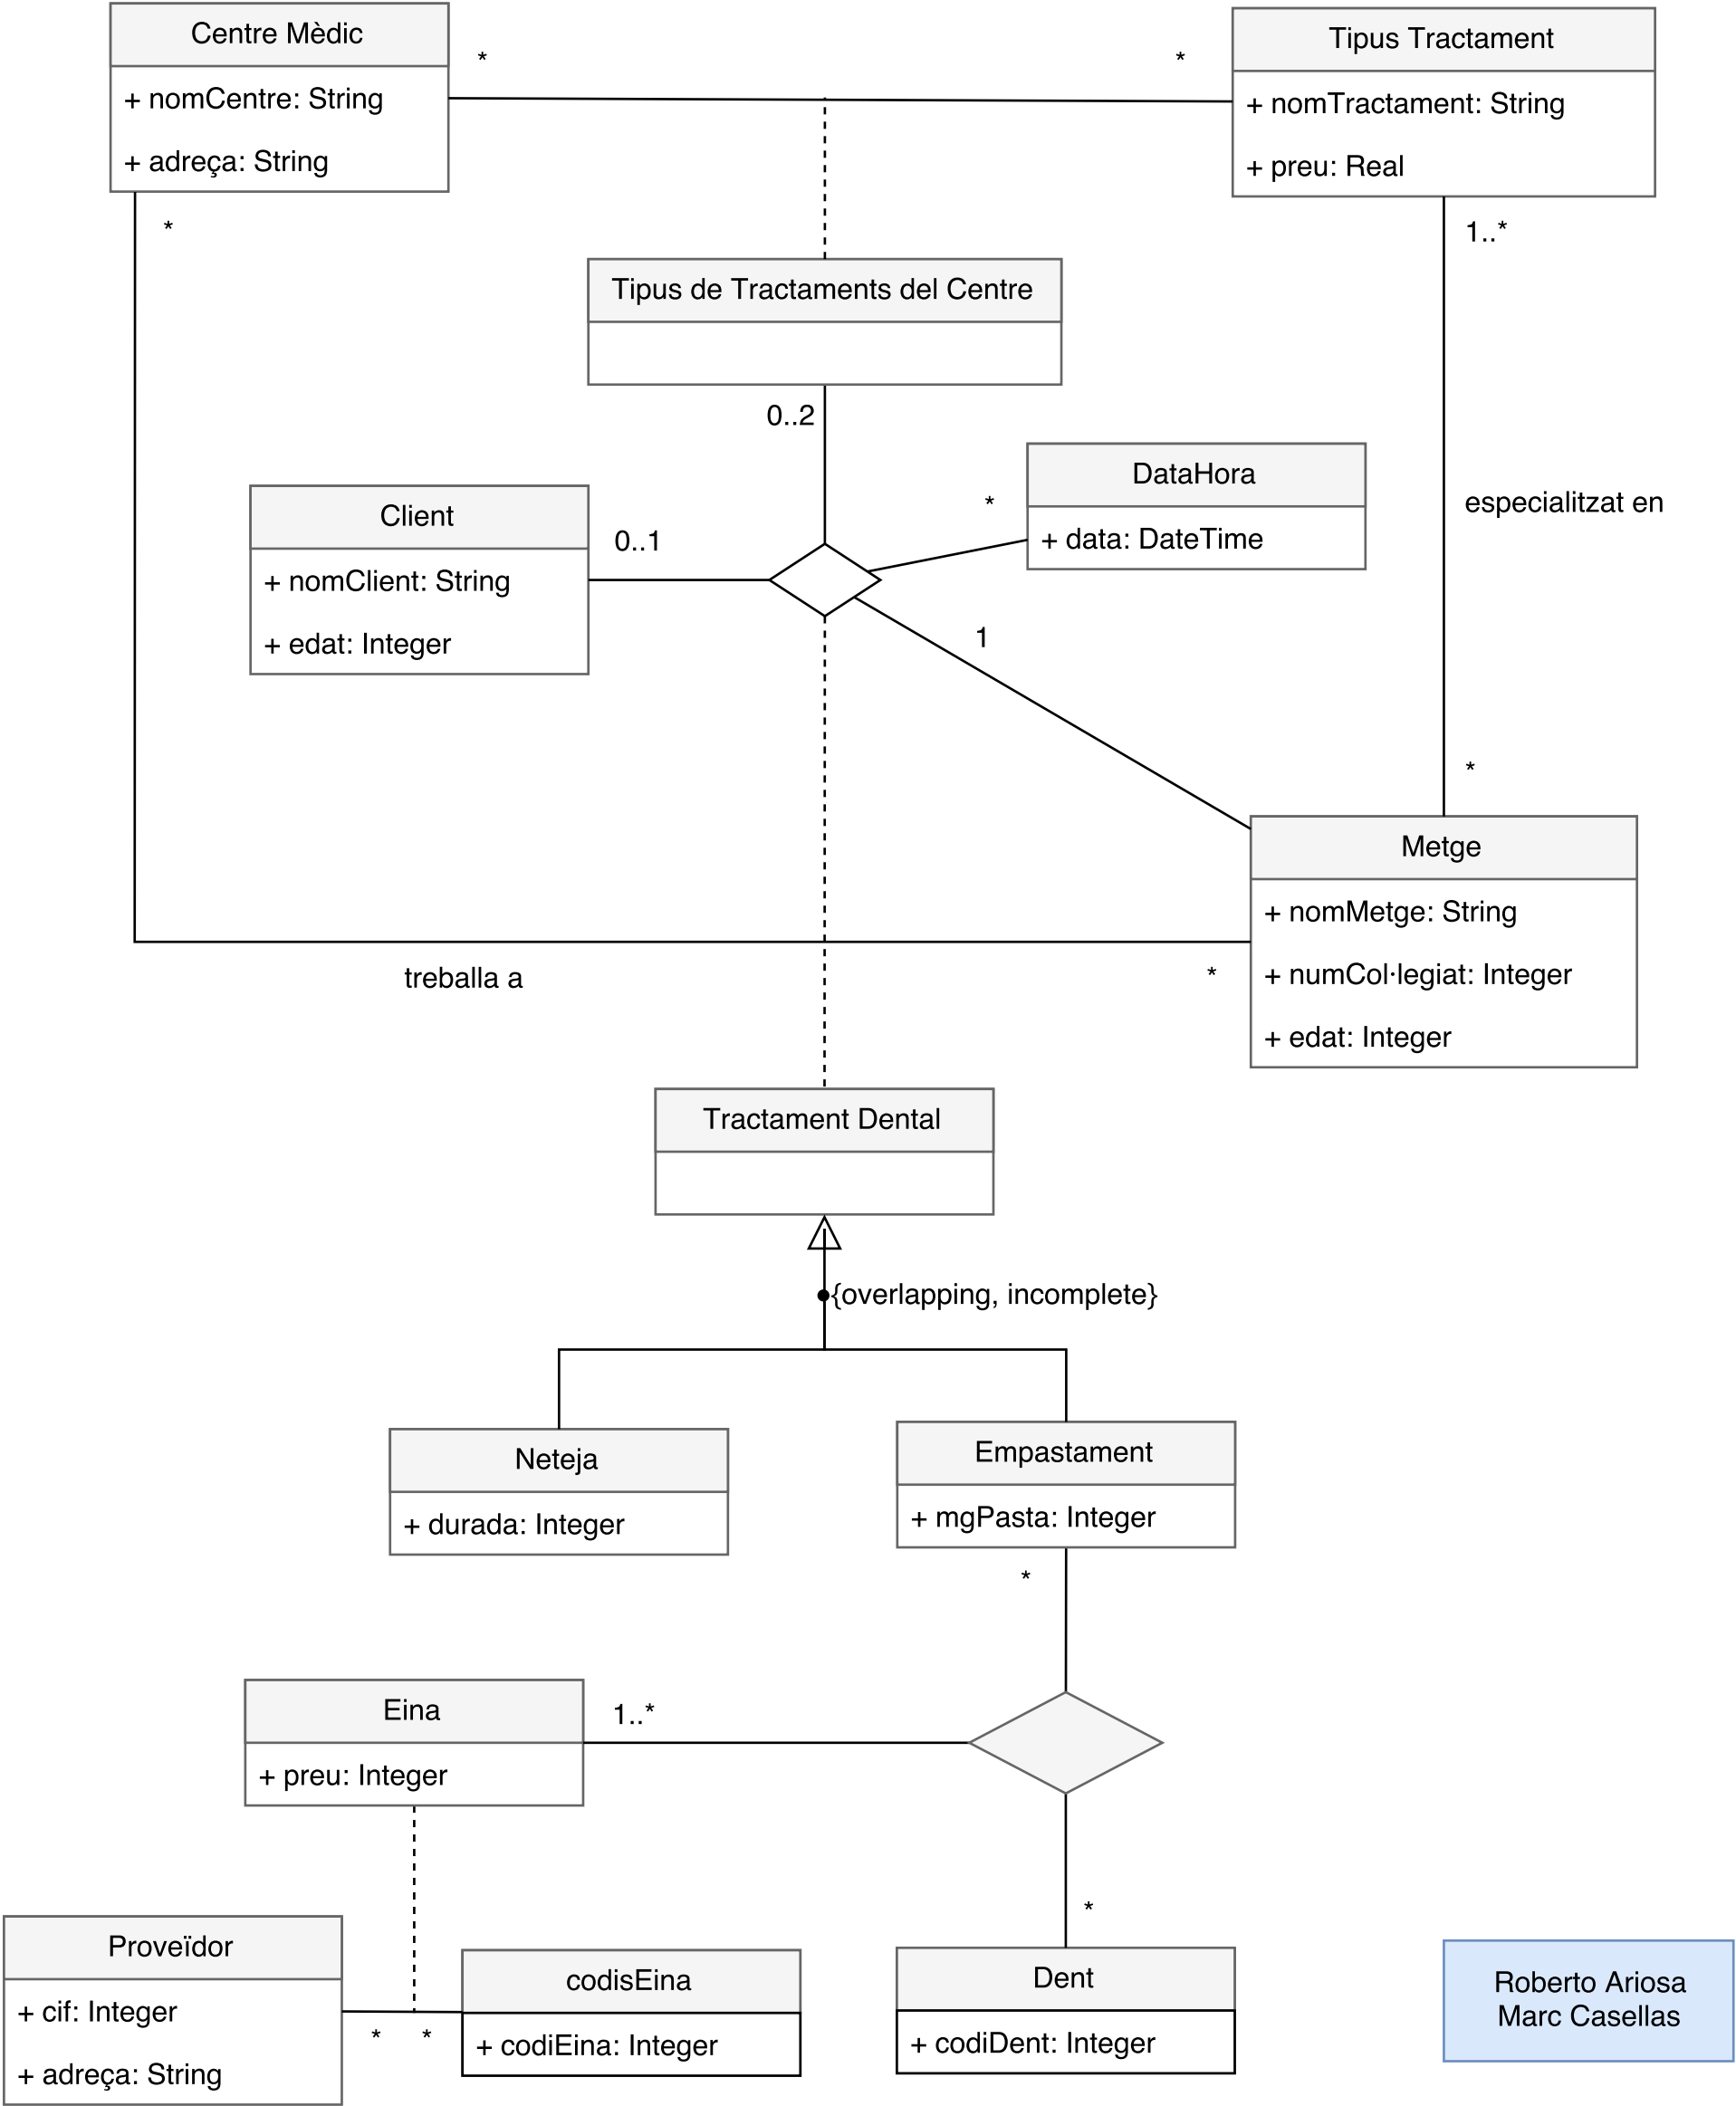 Centre Mèdic
+ nomCentre: String
+ adreça: String
*
*
Tipus Tractament
+ nomTractament: String
+ preu: Real
*
1..*
Tipus de Tractaments del Centre
0..2
DataHora
+ data: DateTime
*
especialitzat en
Client
+ nomClient: String
+ edat: Integer
0..1
1
*
Metge
+ nomMetge: String
+ numCol·legiat: Integer
+ edat: Integer
treballa a
*
Tractament Dental
{overlapping, incomplete}
Neteja
+ durada: Integer
Empastament
+ mgPasta: Integer
*
Eina
+ preu: Integer
1..*
*
Proveïdor
+ cif: Integer
+ adreça: String
*
*
codisEina
+ codiEina: Integer
Dent
+ codiDent: Integer
Roberto Ariosa
Marc Casellas